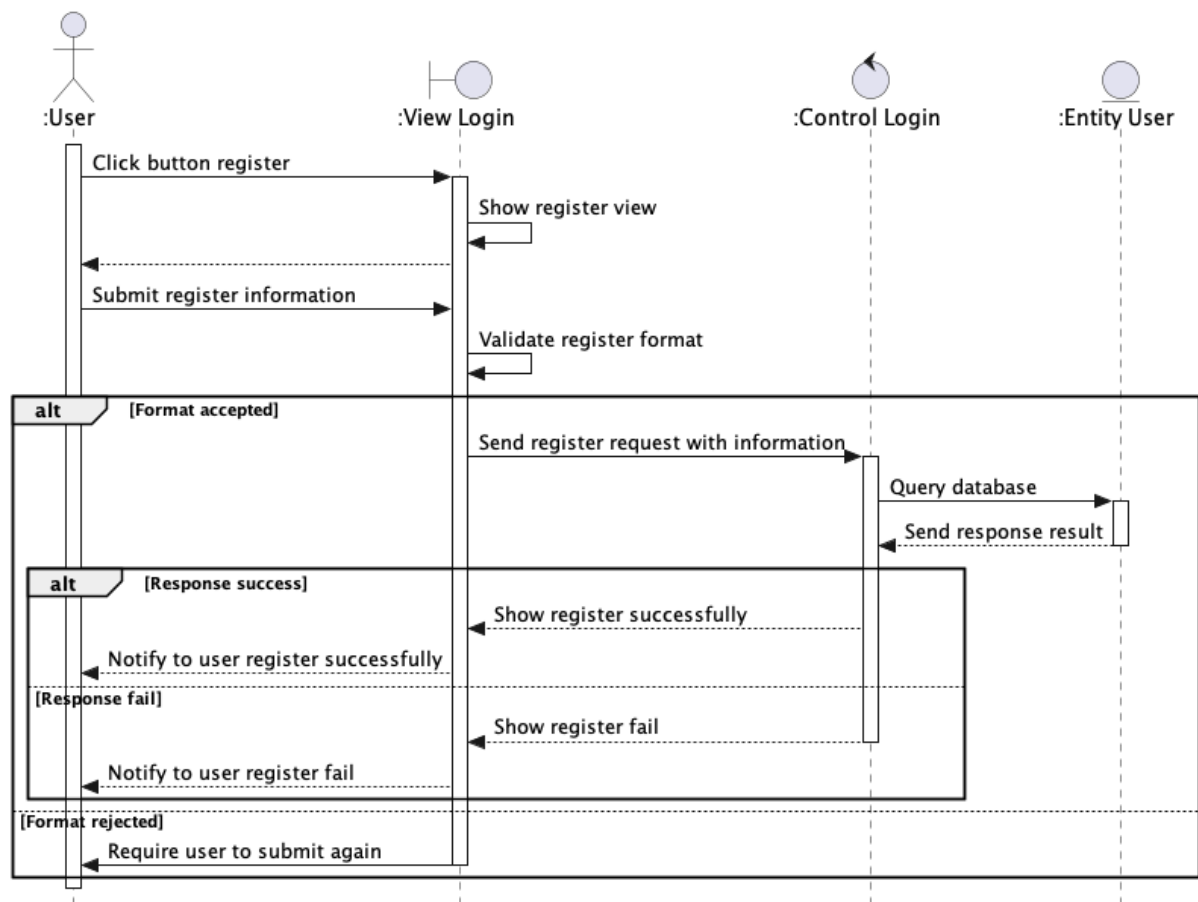 :User
:View Login
:Control Login
:Entity User
Click button register
Show register view
Submit register information
Validate register format
alt
[Format accepted]
Send register request with information
Query database
Send response result
alt
[Response success]
Show register successfully
Notify to user register successfully
[Response fail]
Show register fail
Notify to user register fail
[Format rejected]
Require user to submit again